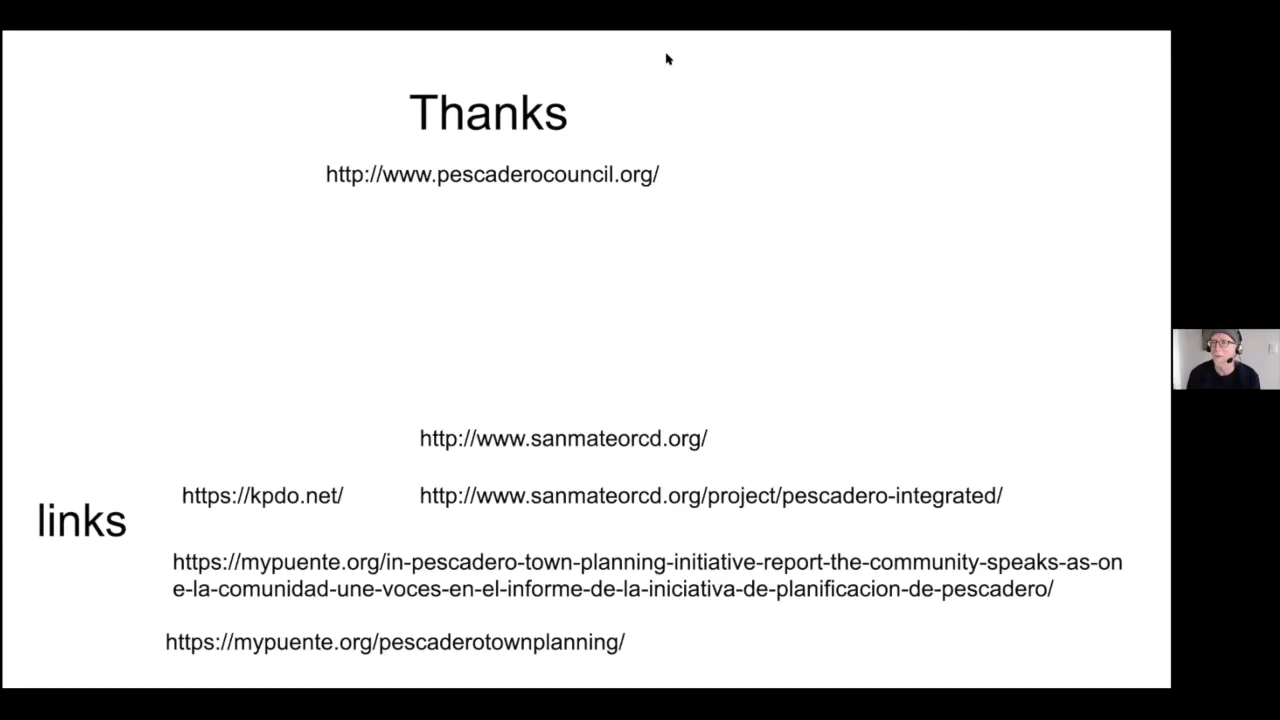 Thanks
http://www.pescaderocouncil.org/
http://www.sanmateorcd.org/
https://kpdo.net/
http://www.sanmateorcd.org/project/pescadero-integrated/
links
https://mypuente.org/in-pescadero-town-planning-initiative-report-the-community-speaks-as-on
e-la-comunidad-une-voces-en-el-informe-de-la-iniciativa-de-planificacion-de-pescadero/
https://mypuente.org/pescaderotownplanning/